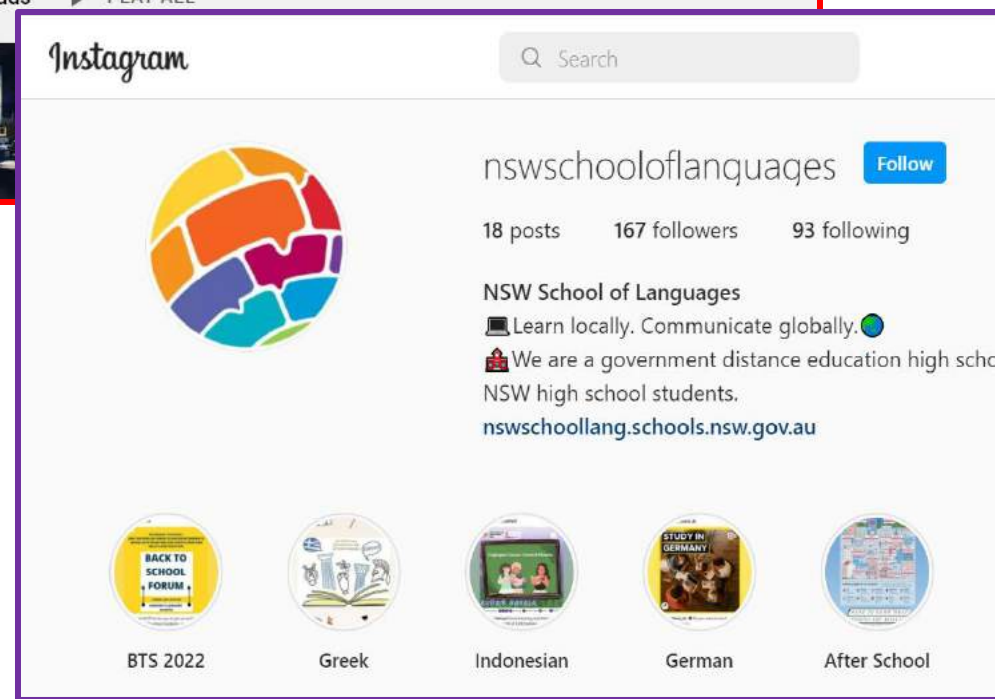 PLAY ALL
Instagram
Search
nswschooloflanguages Follow
18 posts 167 followers 93 following
NSW School of Languages
💻Learn locally. Communicate globally.🌏
🏫We are a government distance education high scho
NSW high school students.
nswschoollang.schools.nsw.gov.au
BACK TO
SCHOOL
FORUM
STUDY IN
GERMANY
BTS 2022 Greek Indonesian German After School